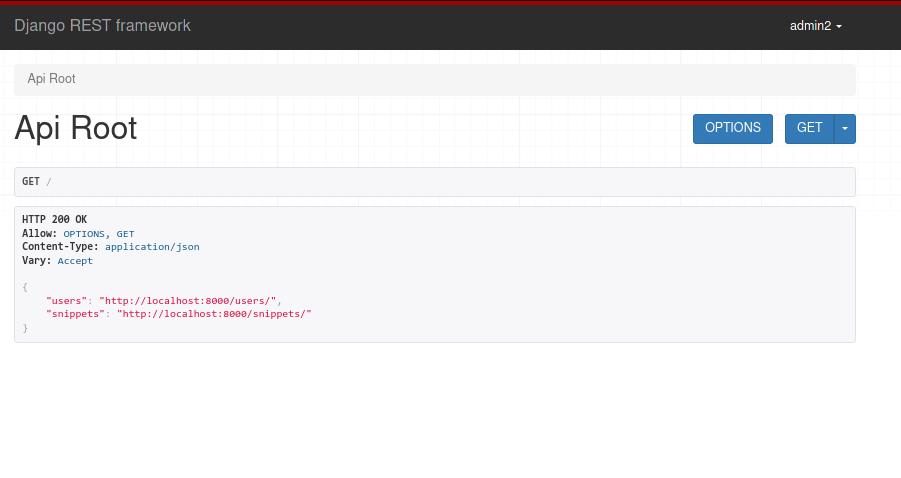 Django REST framework
admin2
Api Root
Api Root
OPTIONS
GET
GET /
HTTP 200 OK
Allow: OPTIONS, GET
Content-Type: application/json
Vary: Accept
{
    "users": "http://localhost:8000/users/",
    "snippets": "http://localhost:8000/snippets/"
}